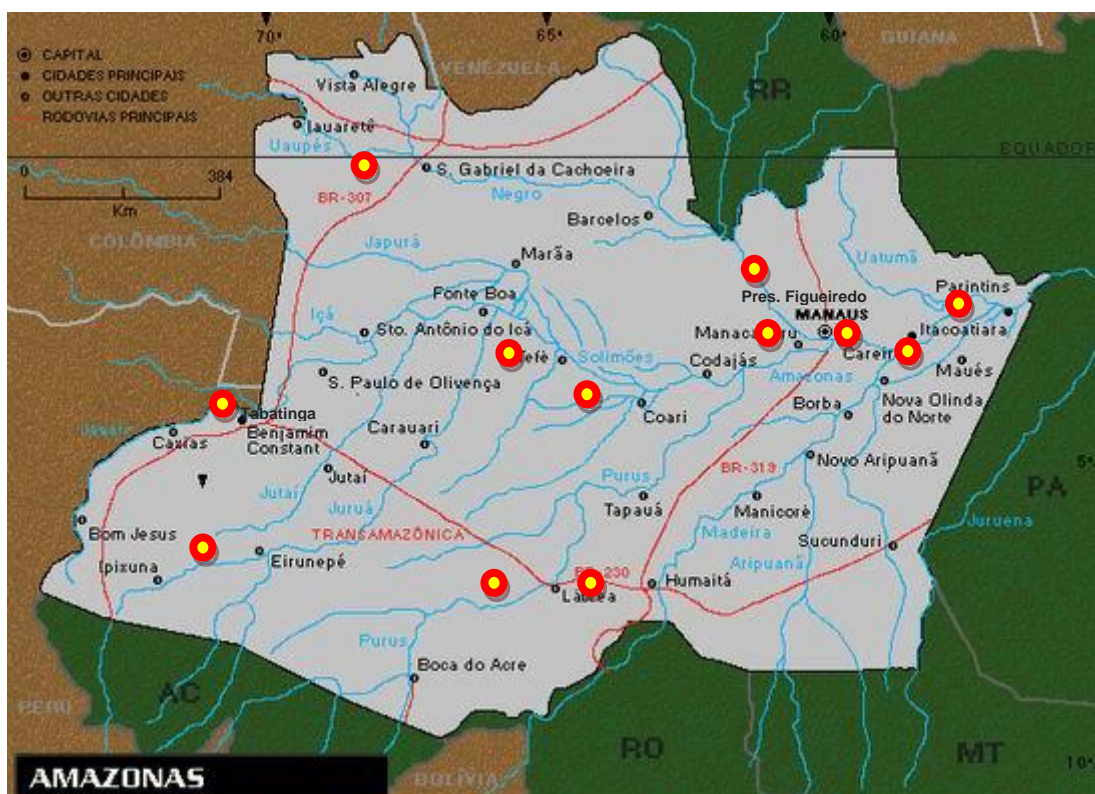 70°
65°
60°
CAPITAL
CIDADES PRINCIPAIS
OUTRAS CIDADES
RODOVIAS PRINCIPAIS
VENEZUELA
GUIANA
RR
Vista Alegre
Iauaretê
Uaupés
EQUADOR
0
384
Km
S. Gabriel da Cachoeira
BR-307
Negro
Barcelos
COLÔMBIA
Japurá
Marãa
Uatumã
Fonte Boa
Parintins
Pres. Figueiredo
MANAUS
Içá
Sto. Antônio do Icá
Itacoatiara
Solimões
Codajás
Amazonas
Maués
S. Paulo de Olivença
Coari
Borba
Nova Olinda
do Norte
Tabatinga
Benjamim
Constant
Caxias
Carauari
Novo Aripuanã
5°
BR-319
Jutaí
Purus
PA
Jutaí
Juruá
Tapauá
Manicorè
Bom Jesus
TRANSAMAZÔNICA
Madeira
Juruena
Sucunduri
Eirunepé
Aripuanã
Ipixuna
Humaitá
Purus
Boca do Acre
AC
PERU
RO
MT
10°
AMAZONAS
BOLÍVIA